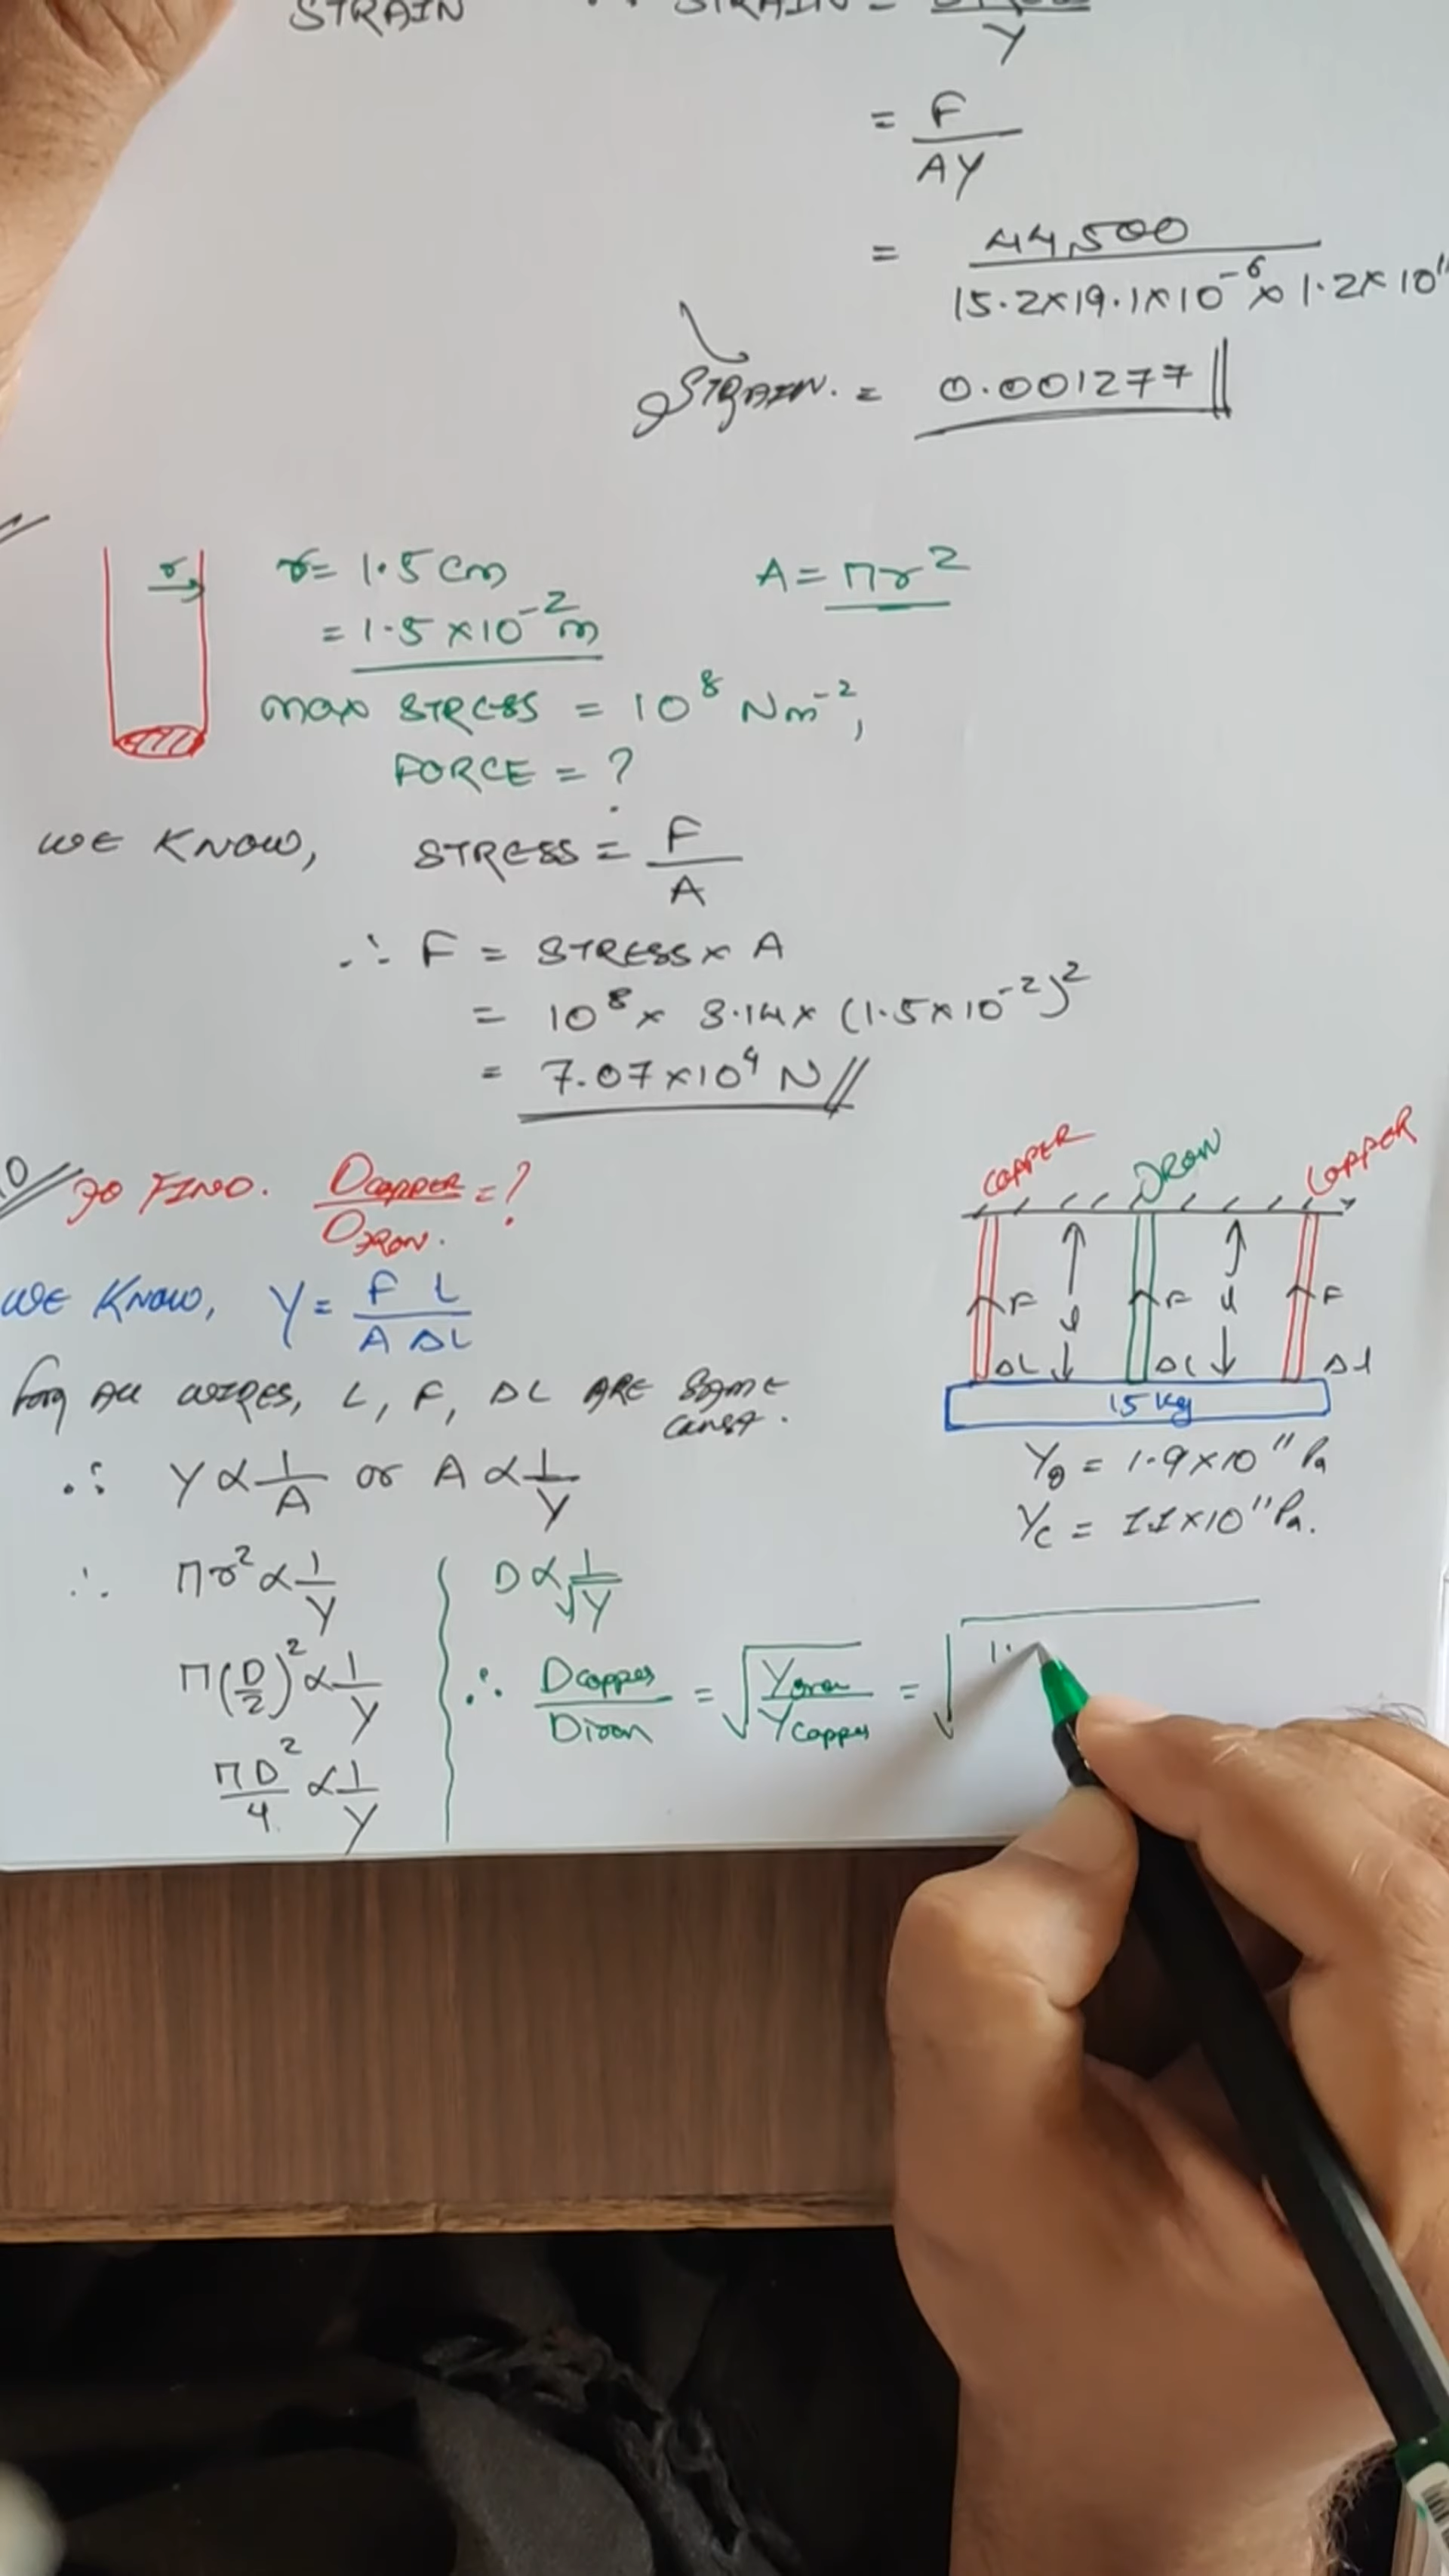 STRAIN
Y
= F
AY
= 44,500
15.2×19.1×10⁻⁶ × 1.2×10¹¹
STRAIN. = 0.001277
r
r = 1.5 cm
A = πr²
= 1.5×10⁻² m
max STRESS = 10⁸ Nm⁻²,
FORCE = ?
WE KNOW, STRESS = F
A
∴ F = STRESS × A
= 10⁸ × 3.14 × (1.5×10⁻²)²
= 7.07×10⁴ N
TO FIND. Dcopper = ?
DIRON.
COPPER IRON COPPER
F F F
ΔL ΔL Δl
15 Kg
WE KNOW, Y = F L
A ΔL
For ALL WIRES, L, F, ΔL ARE same
const.
∴ Y ∝ 1/A or A ∝ 1/Y
Yc = 1.1×10¹¹ Pa.
∴ πr² ∝ 1/Y
π(D/2)² ∝ 1/Y
πD²/4 ∝ 1/Y
D ∝ 1/√Y
∴ Dcopper/Diron = √(Yiron/Ycopper) = √ 1.